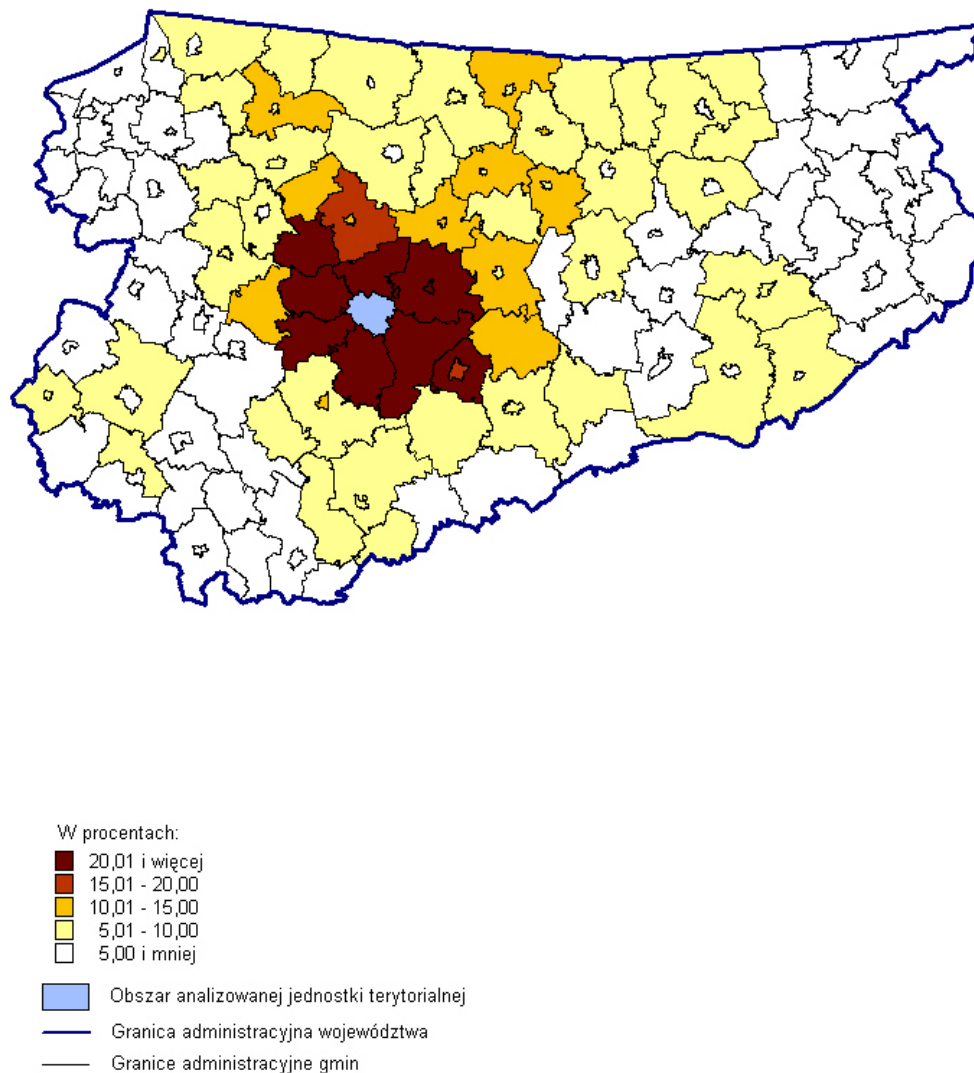 W procentach:
20,01 i więcej
15,01 - 20,00
10,01 - 15,00
5,01 - 10,00
5,00 i mniej
Obszar analizowanej jednostki terytorialnej
Granica administracyjna województwa
Granice administracyjne gmin